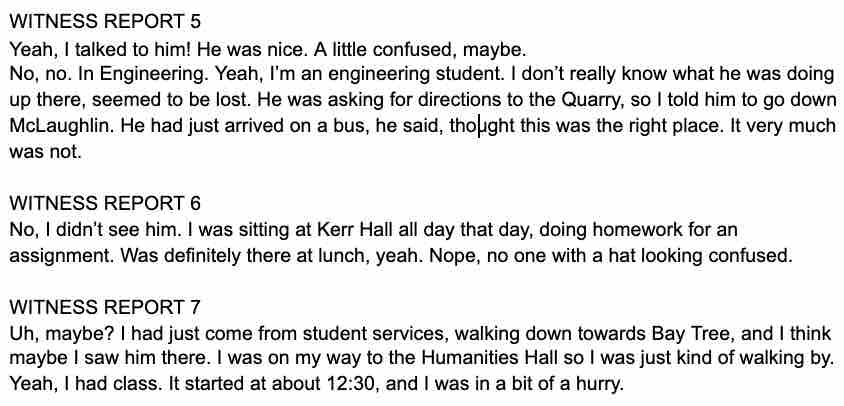 WITNESS REPORT 5
Yeah, I talked to him! He was nice. A little confused, maybe.
No, no. In Engineering. Yeah, I’m an engineering student. I don’t really know what he was doing
up there, seemed to be lost. He was asking for directions to the Quarry, so I told him to go down
McLaughlin. He had just arrived on a bus, he said, thought this was the right place. It very much
was not.
WITNESS REPORT 6
No, I didn’t see him. I was sitting at Kerr Hall all day that day, doing homework for an
assignment. Was definitely there at lunch, yeah. Nope, no one with a hat looking confused.
WITNESS REPORT 7
Uh, maybe? I had just come from student services, walking down towards Bay Tree, and I think
maybe I saw him there. I was on my way to the Humanities Hall so I was just kind of walking by.
Yeah, I had class. It started at about 12:30, and I was in a bit of a hurry.